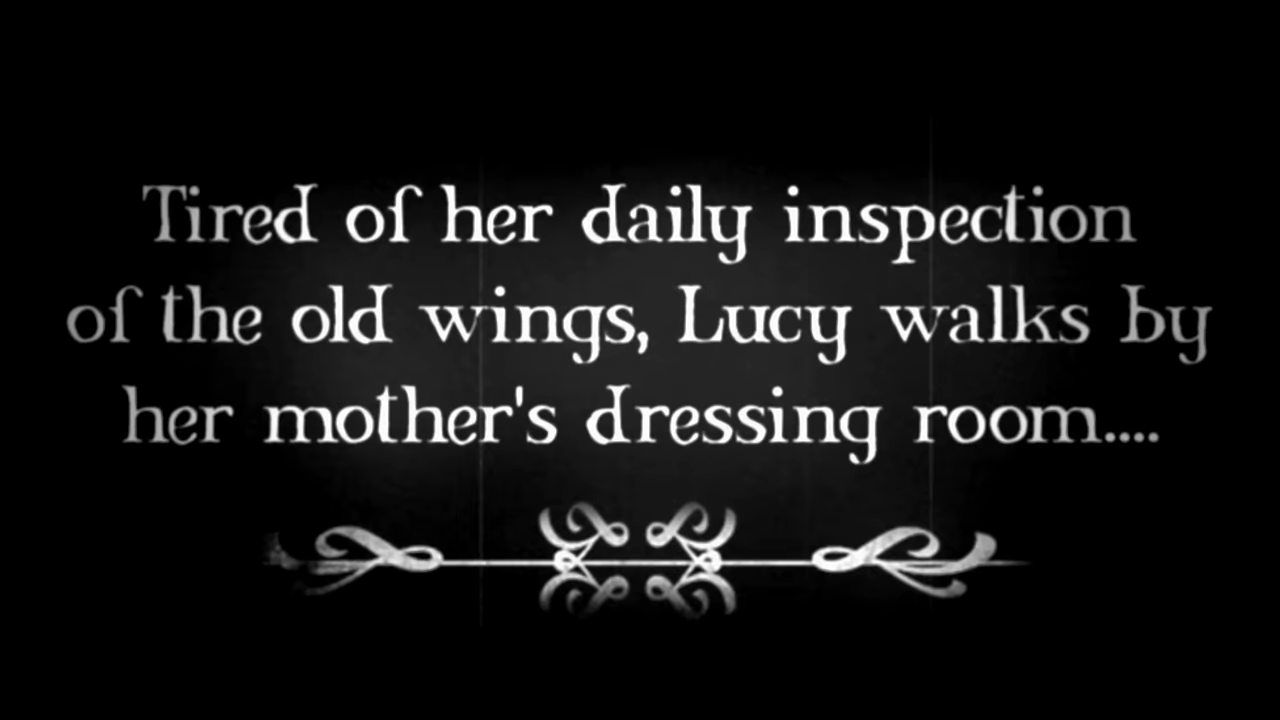 Tired of her daily inspection
of the old wings, Lucy walks by
her mother's dressing room....